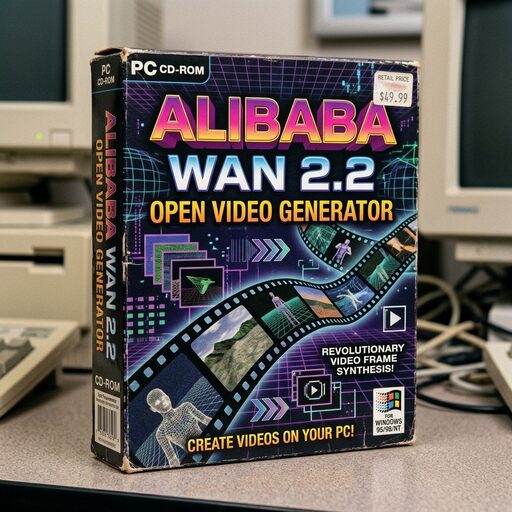 PC CD-ROM
RETAIL PRICE
$49.99
ALIBABA
WAN 2.2
OPEN VIDEO GENERATOR
REVOLUTIONARY
VIDEO FRAME
SYNTHESIS!
FOR
WINDOWS
95/98/NT
CREATE VIDEOS ON YOUR PC!
PC
CD-ROM
ALIBABA WAN 2.2
OPEN VIDEO GENERATOR
CD-ROM